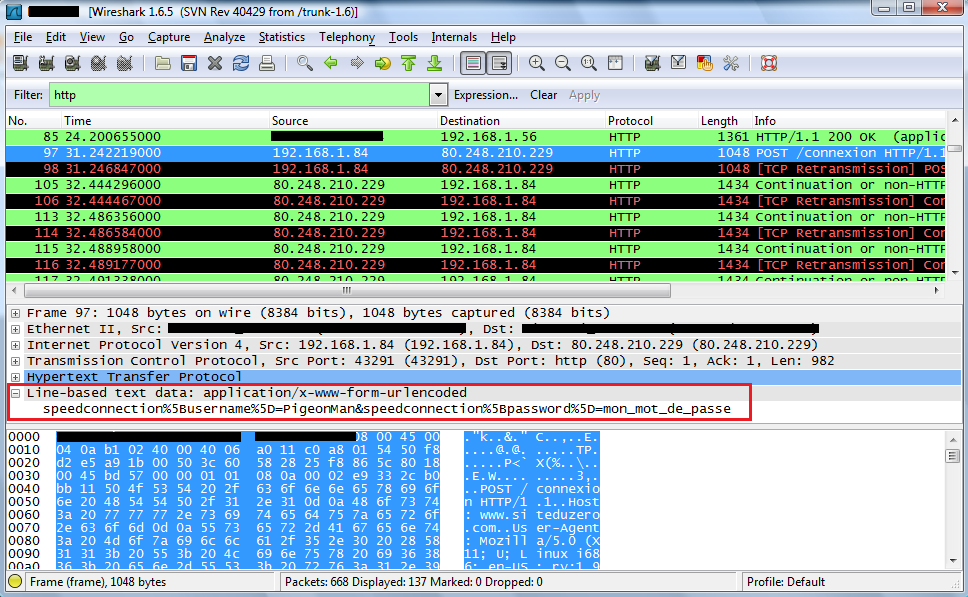 [Wireshark 1.6.5 (SVN Rev 40429 from /trunk-1.6)]
File Edit View Go Capture Analyze Statistics Telephony Tools Internals Help
Filter: http Expression... Clear Apply
No. Time Source Destination Protocol Length Info
85 24.200655000 192.168.1.56 HTTP 1361 HTTP/1.1 200 OK (applic
97 31.242219000 192.168.1.84 80.248.210.229 HTTP 1048 POST /connexion HTTP/1.1
98 31.246847000 192.168.1.84 80.248.210.229 HTTP 1048 [TCP Retransmission] POS
105 32.444296000 80.248.210.229 192.168.1.84 HTTP 1434 Continuation or non-HTTP
106 32.444467000 80.248.210.229 192.168.1.84 HTTP 1434 [TCP Retransmission] Con
113 32.486356000 80.248.210.229 192.168.1.84 HTTP 1434 Continuation or non-HTTP
114 32.486584000 80.248.210.229 192.168.1.84 HTTP 1434 [TCP Retransmission] Con
115 32.488958000 80.248.210.229 192.168.1.84 HTTP 1434 Continuation or non-HTTP
116 32.489177000 80.248.210.229 192.168.1.84 HTTP 1434 [TCP Retransmission] Con
117 32.491338000 80.248.210.229 192.168.1.84 HTTP 1434 Continuation or non-HTTP
Frame 97: 1048 bytes on wire (8384 bits), 1048 bytes captured (8384 bits)
Ethernet II, Src: , Dst:
Internet Protocol Version 4, Src: 192.168.1.84 (192.168.1.84), Dst: 80.248.210.229 (80.248.210.229)
Transmission Control Protocol, Src Port: 43291 (43291), Dst Port: http (80), Seq: 1, Ack: 1, Len: 982
Hypertext Transfer Protocol
Line-based text data: application/x-www-form-urlencoded
speedconnection%5Busername%5D=PigeonMan&speedconnection%5Bpassword%5D=mon_mot_de_passe
0000 08 00 45 00 ."k..&." C..,..E.
0010 04 0a b1 02 40 00 40 06 a0 11 c0 a8 01 54 50 f8 ....@.@. .....TP.
0020 d2 e5 a9 1b 00 50 3c 60 58 28 25 f8 86 5c 80 18 .....P<` X(%..\..
0030 00 45 bd 57 00 00 01 01 08 0a 00 02 e9 33 2c b0 .E.W.... .....3,.
0040 bb 11 50 4f 53 54 20 2f 63 6f 6e 6e 65 78 69 6f ..POST / connexio
0050 6e 20 48 54 54 50 2f 31 2e 31 0d 0a 48 6f 73 74 n HTTP/1 .1..Host
0060 3a 20 77 77 77 2e 73 69 74 65 64 75 7a 65 72 6f : www.si teduzero
0070 2e 63 6f 6d 0d 0a 55 73 65 72 2d 41 67 65 6e 74 .com..Us er-Agent
0080 3a 20 4d 6f 7a 69 6c 6c 61 2f 35 2e 30 20 28 58 : Mozill a/5.0 (X
0090 31 31 3b 20 55 3b 20 4c 69 6e 75 78 20 69 36 38 11; U; L inux i68
00a0 36 3b 20 65 6e 2d 55 53 3b 20 72 76 3a 31 2e 39 6; en-US ; rv:1.9
Frame (frame), 1048 bytes Packets: 668 Displayed: 137 Marked: 0 Dropped: 0 Profile: Default